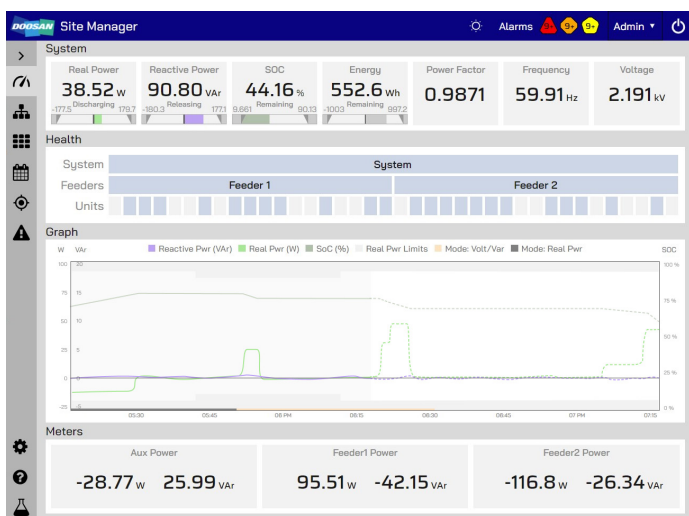 DOOSAN Site Manager Alarms 9+ 9+ 9+ Admin
System
Real Power Reactive Power SOC Energy Power Factor Frequency Voltage
38.52 W 90.80 VAr 44.16 % 552.6 Wh 0.9871 59.91 Hz 2.191 kV
Discharging Releasing Remaining Remaining
-177.5 179.7 -180.3 177.1 9.661 90.13 -1003 997.2
Health
System System
Feeders Feeder 1 Feeder 2
Units
Graph
W VAr Reactive Pwr (VAr) Real Pwr (W) SoC (%) Real Pwr Limits Mode: Volt/Var Mode: Real Pwr SOC
100 20 100 %
75 15 75 %
50 10 50 %
25 5 25 %
0 0
-25 -5 0 %
05:30 05:45 06 PM 06:15 06:30 06:45 07 PM 07:15
Meters
Aux Power Feeder1 Power Feeder2 Power
-28.77 W 25.99 VAr 95.51 W -42.15 VAr -116.8 W -26.34 VAr